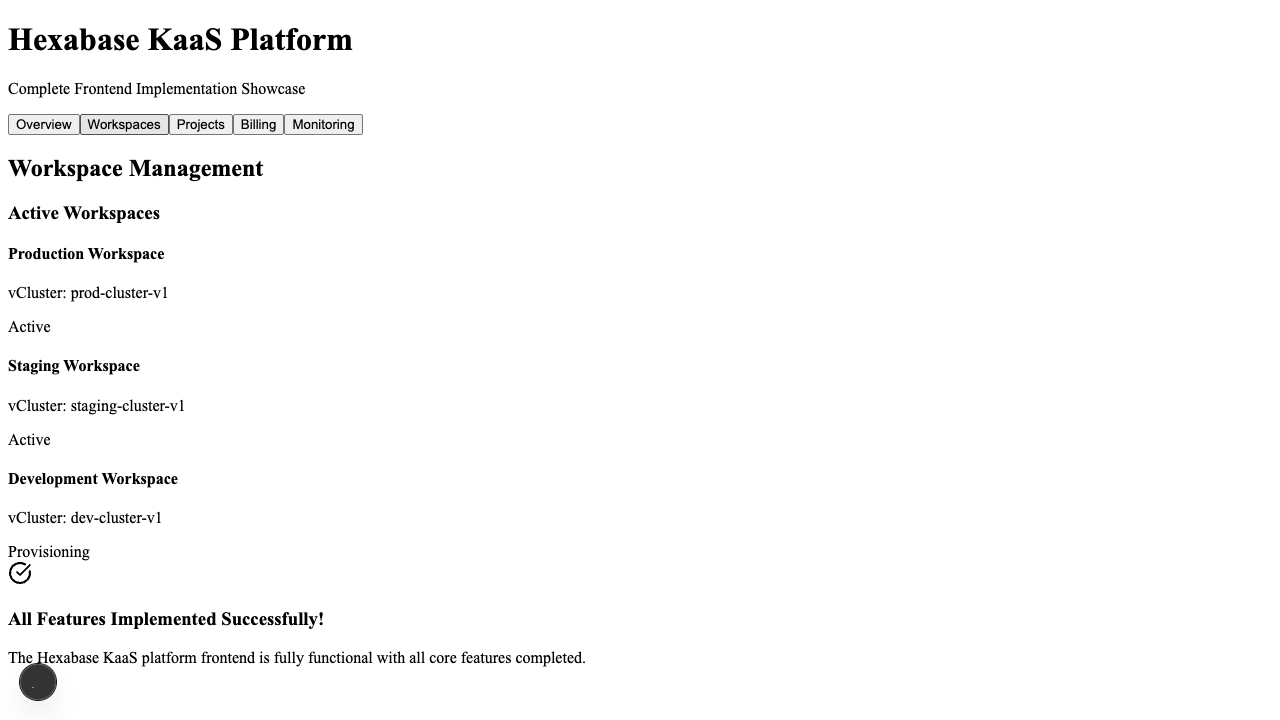 Hexabase KaaS Platform
Complete Frontend Implementation Showcase
Overview Workspaces Projects Billing Monitoring
Workspace Management
Active Workspaces
Production Workspace
vCluster: prod-cluster-v1
Active
Staging Workspace
vCluster: staging-cluster-v1
Active
Development Workspace
vCluster: dev-cluster-v1
Provisioning
All Features Implemented Successfully!
The Hexabase KaaS platform frontend is fully functional with all core features completed.